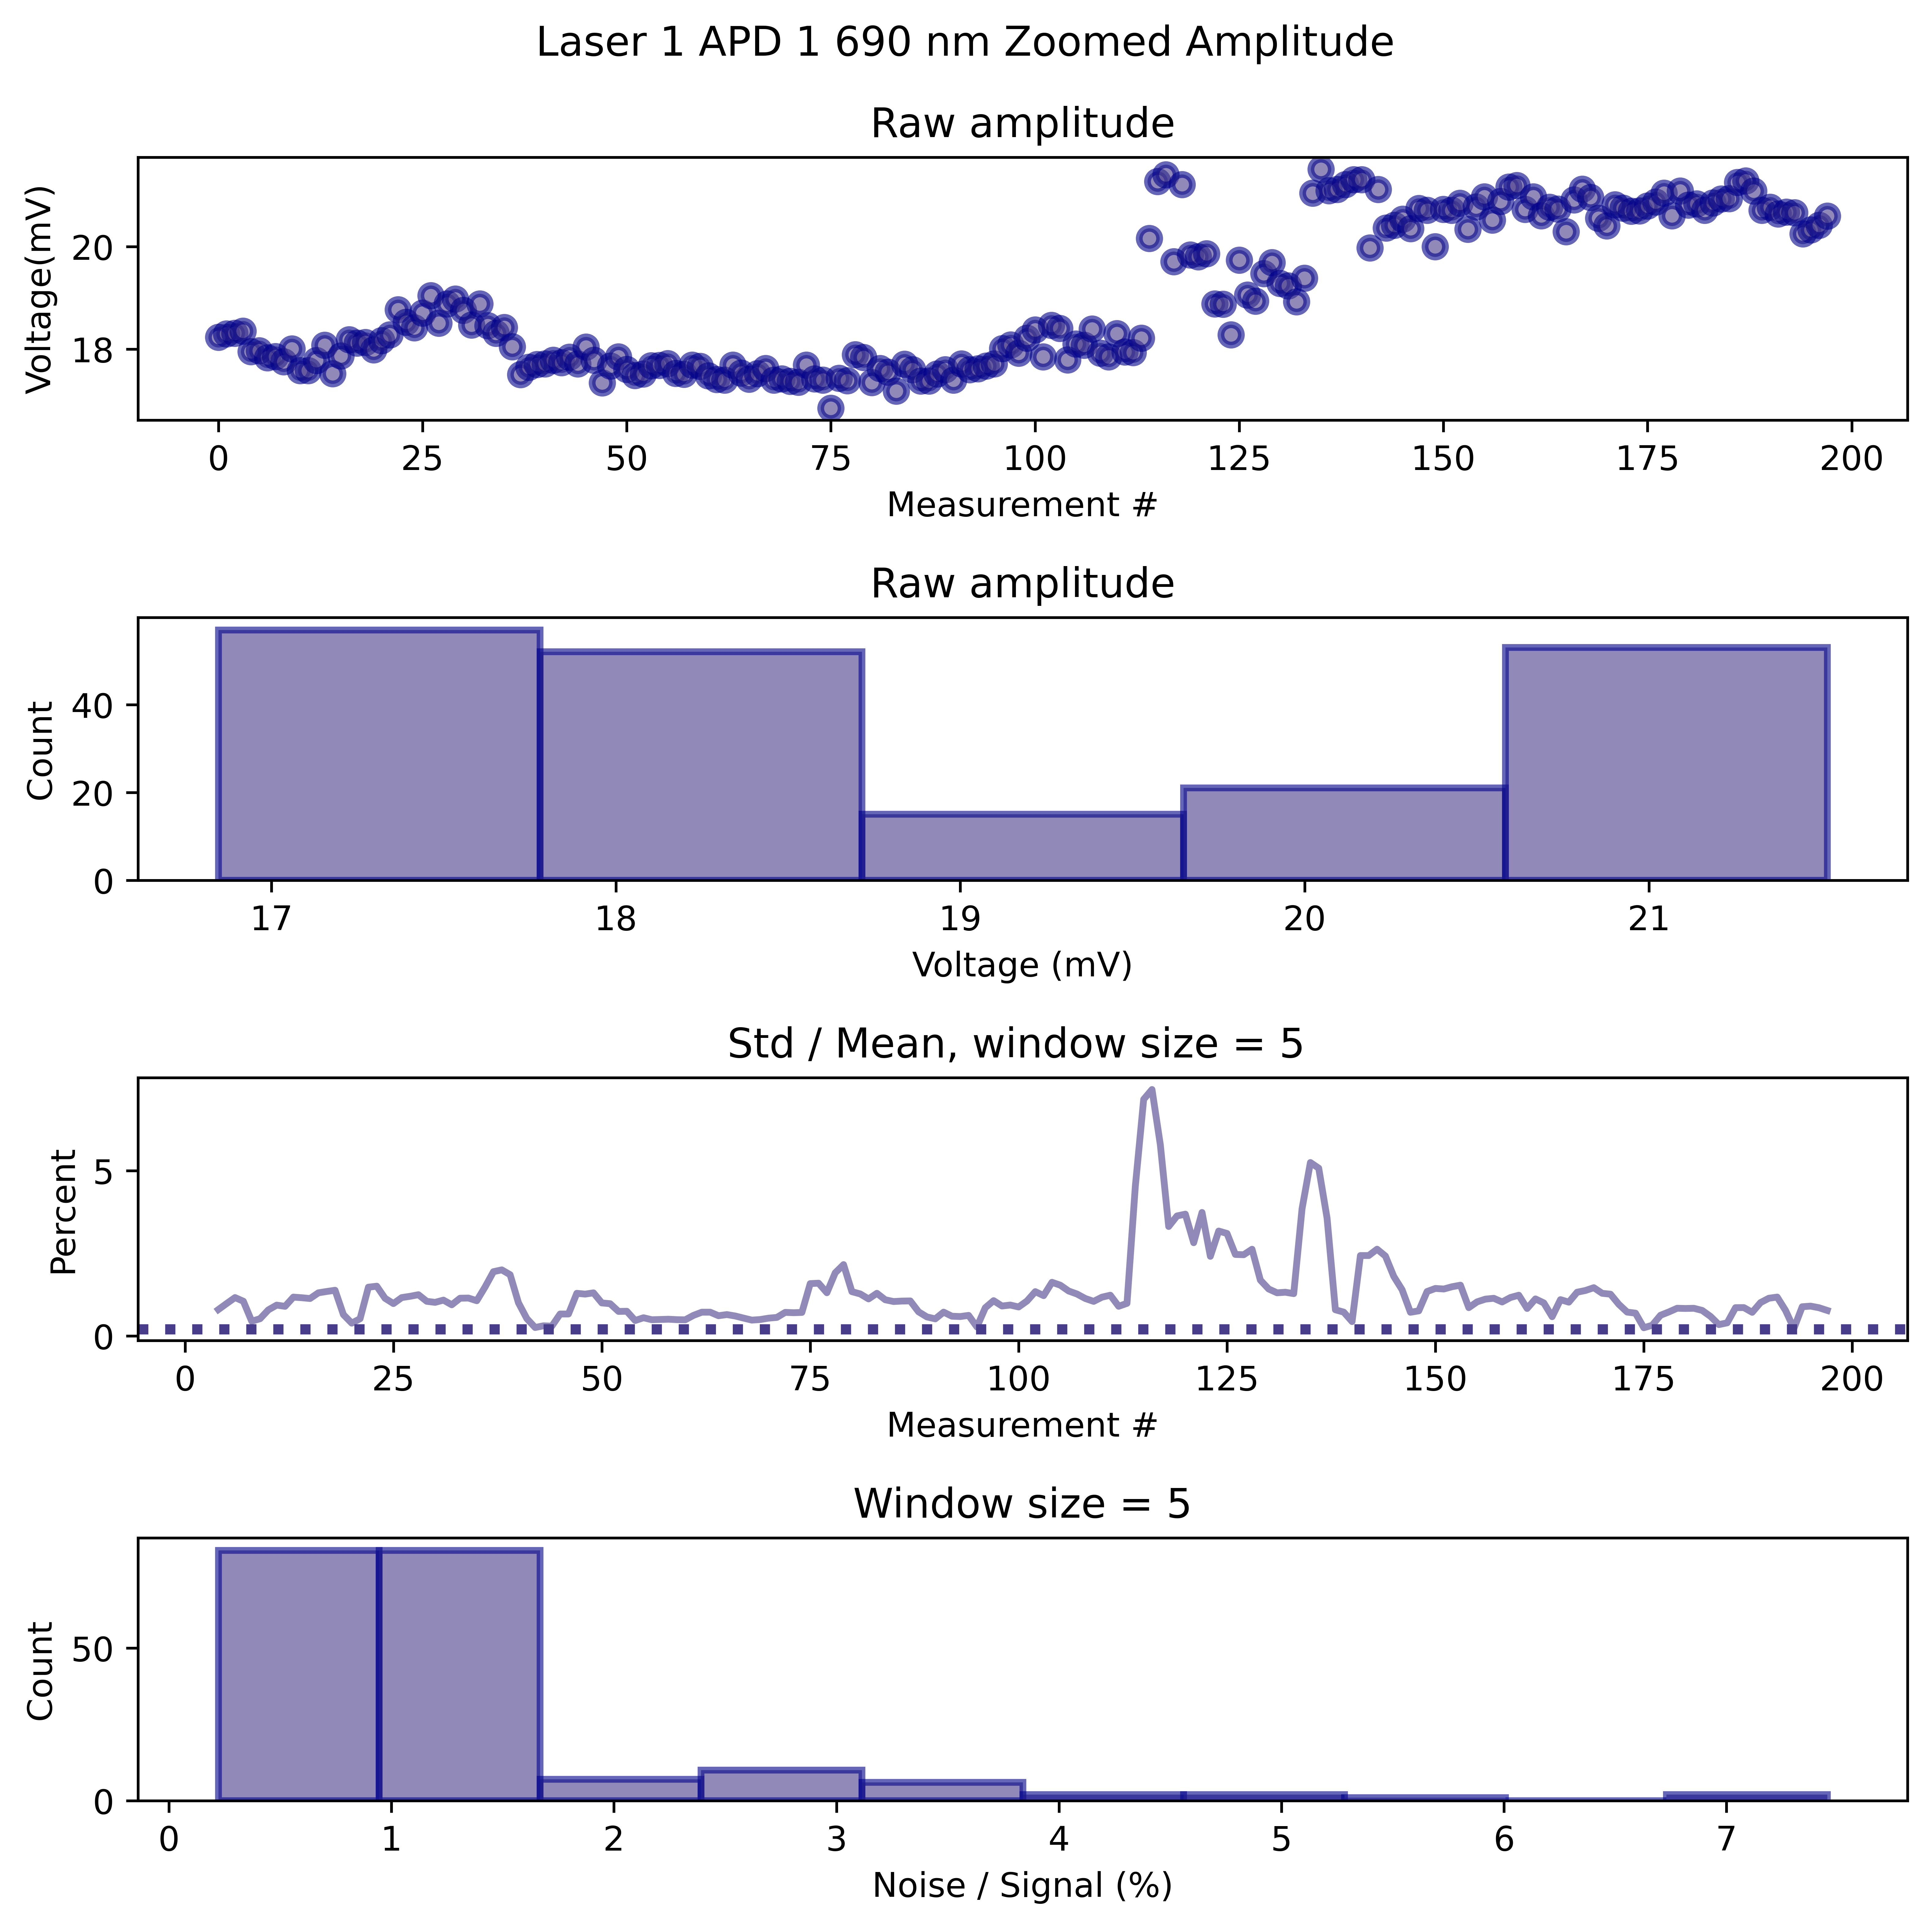 Laser 1 APD 1 690 nm Zoomed Amplitude
Raw amplitude
Voltage(mV)
20
18
0 25 50 75 100 125 150 175 200
Measurement #
Raw amplitude
Count
40
20
0
17 18 19 20 21
Voltage (mV)
Std / Mean, window size = 5
Percent
5
0
0 25 50 75 100 125 150 175 200
Measurement #
Window size = 5
Count
50
0
0 1 2 3 4 5 6 7
Noise / Signal (%)